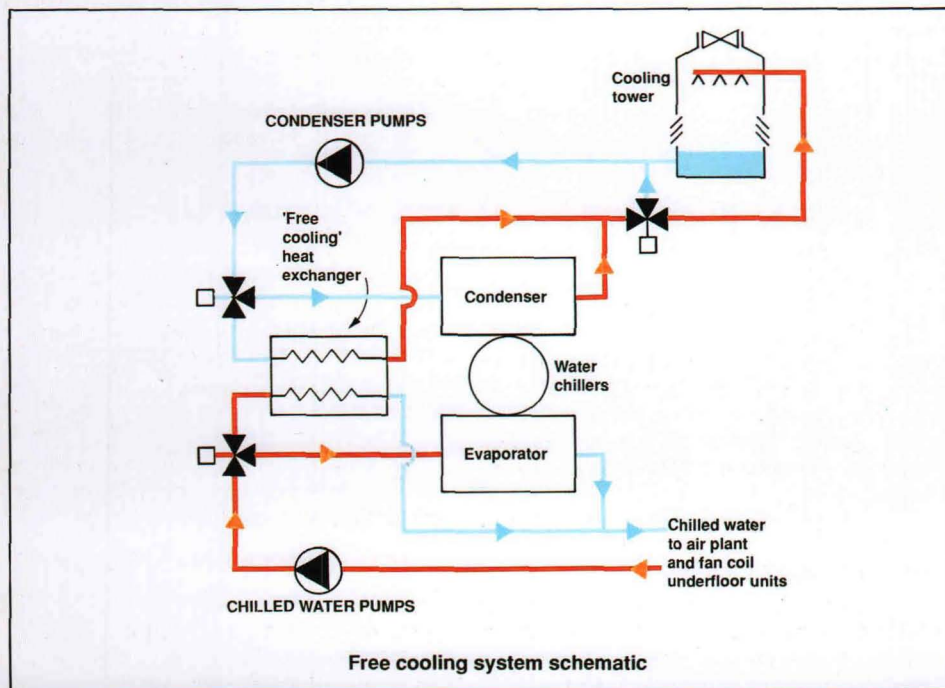 Cooling
tower
CONDENSER PUMPS
'Free
cooling'
heat
exchanger
Condenser
Water
chillers
Evaporator
Chilled water
to air plant
and fan coil
underfloor units
CHILLED WATER PUMPS
Free cooling system schematic